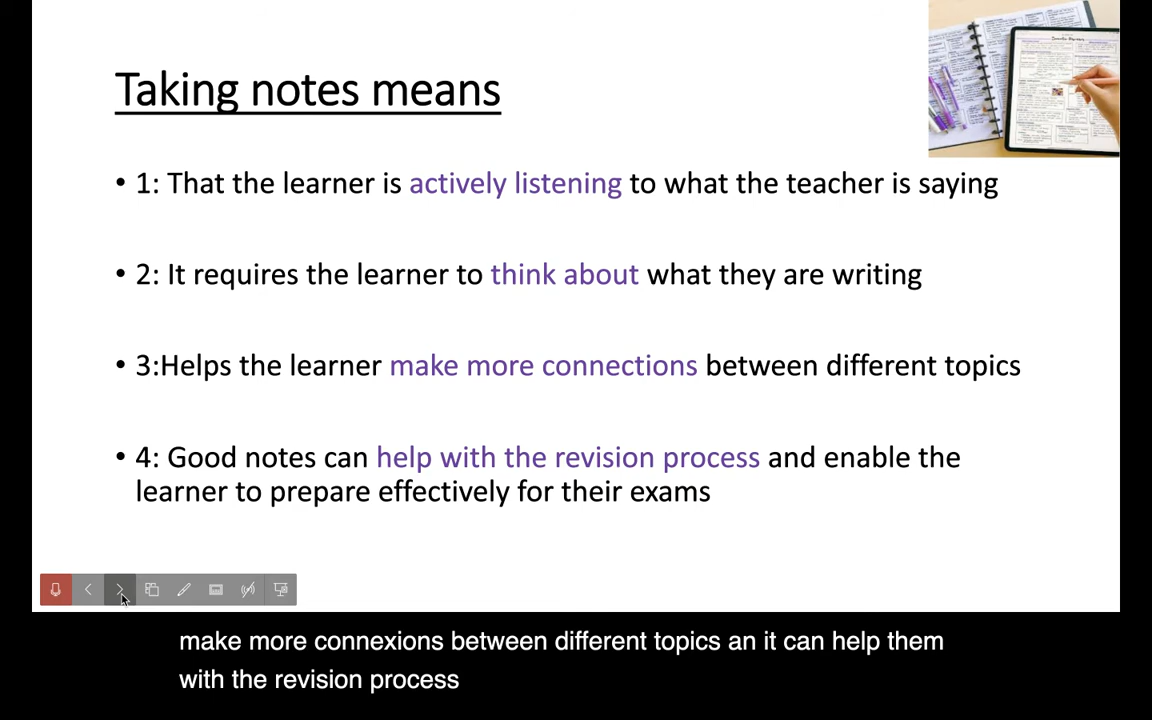 Taking notes means
• 1: That the learner is actively listening to what the teacher is saying
• 2: It requires the learner to think about what they are writing
• 3:Helps the learner make more connections between different topics
• 4: Good notes can help with the revision process and enable the
learner to prepare effectively for their exams
make more connexions between different topics an it can help them
with the revision process